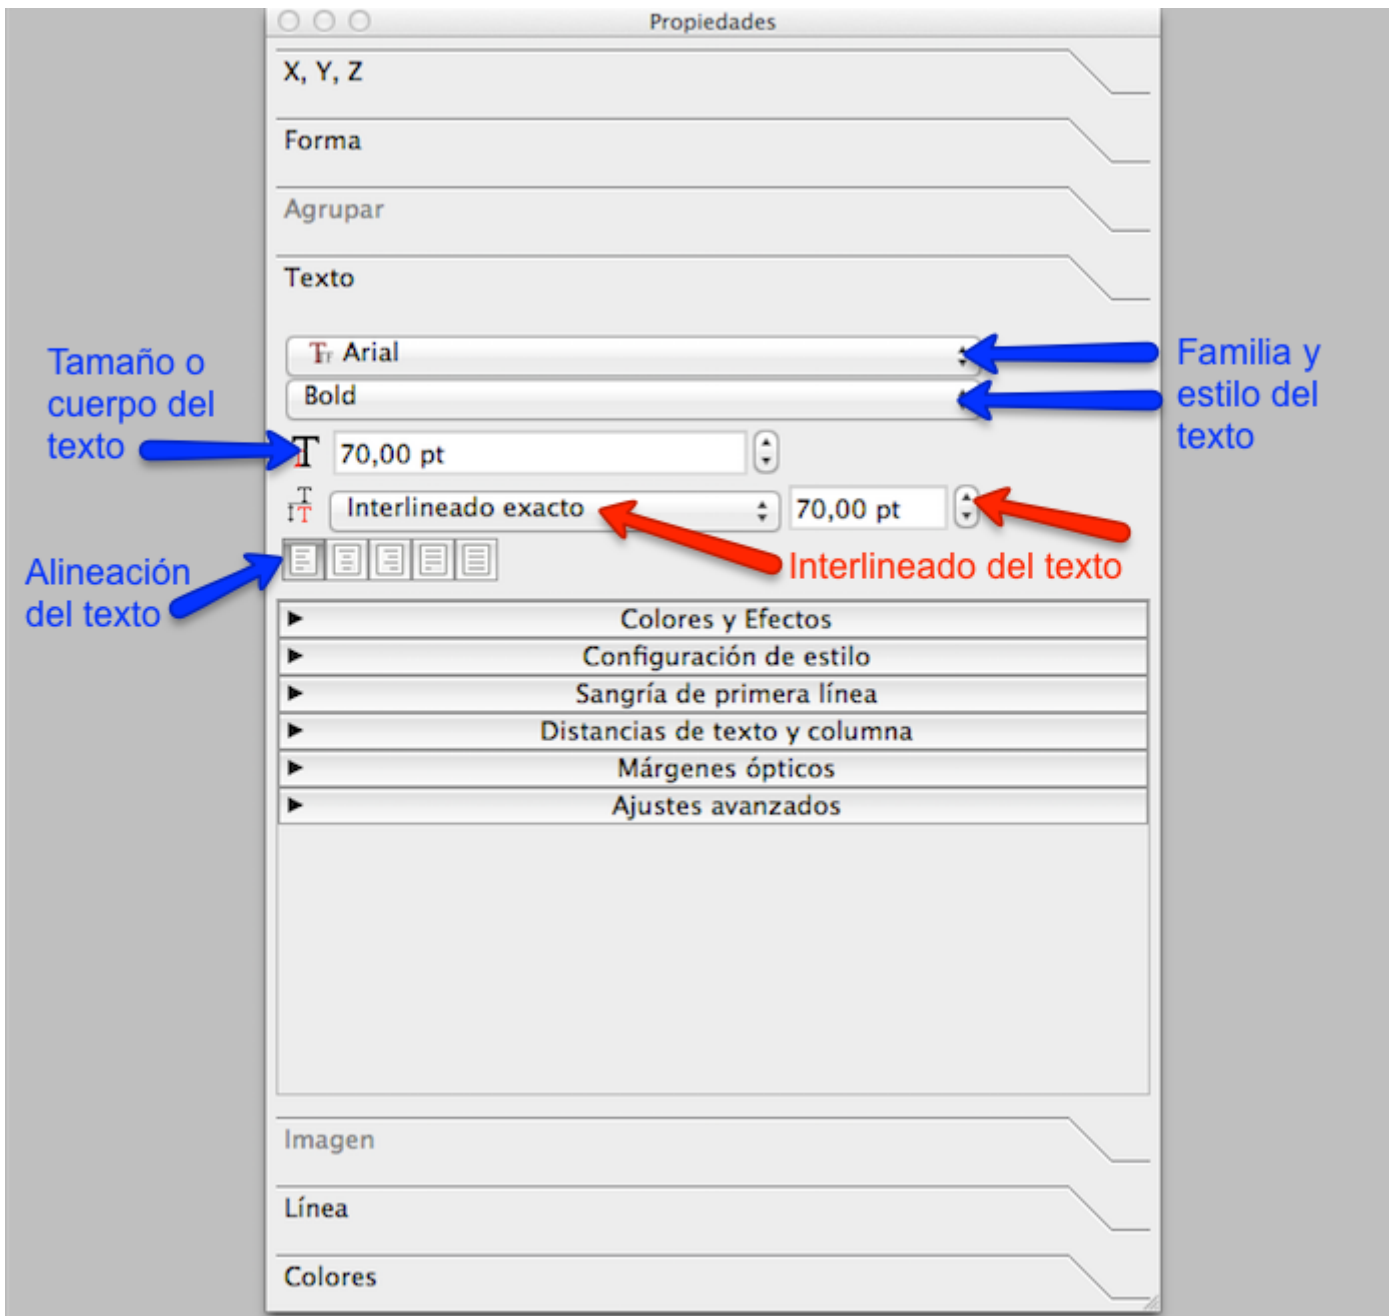 Propiedades
X, Y, Z
Forma
Agrupar
Texto
Tamaño o
cuerpo del
texto
Arial
Bold
Familia y
estilo del
texto
70,00 pt
Interlineado exacto
70,00 pt
Interlineado del texto
Alineación
del texto
Colores y Efectos
Configuración de estilo
Sangría de primera línea
Distancias de texto y columna
Márgenes ópticos
Ajustes avanzados
Imagen
Línea
Colores